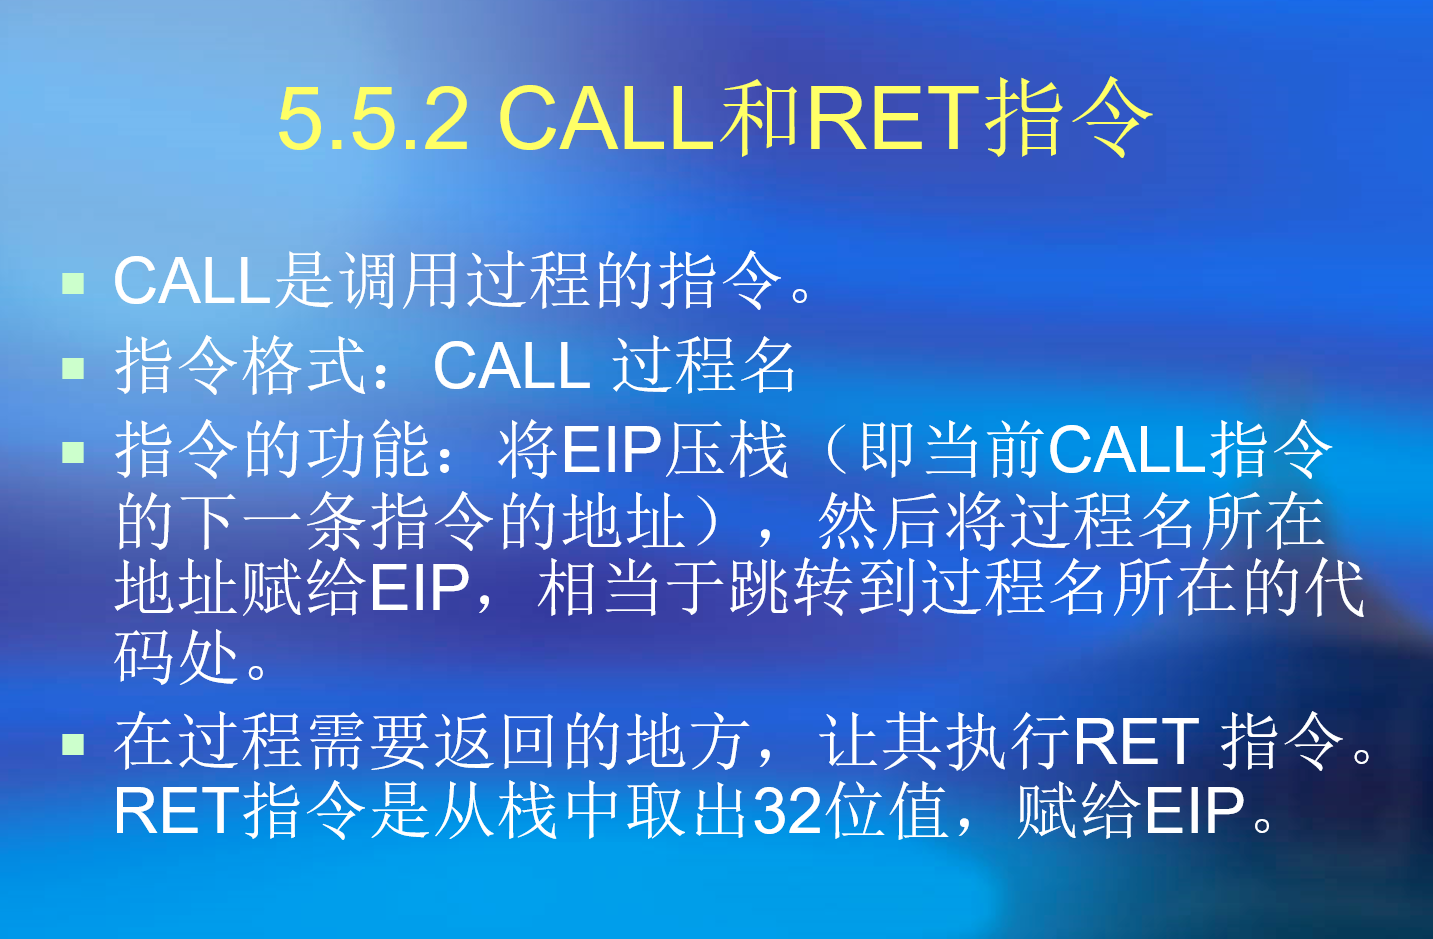 5.5.2 CALL和RET指令
CALL是调用过程的指令。
指令格式：CALL 过程名
指令的功能：将EIP压栈（即当前CALL指令
的下一条指令的地址），然后将过程名所在
地址赋给EIP，相当于跳转到过程名所在的代
码处。
在过程需要返回的地方，让其执行RET 指令。
RET指令是从栈中取出32位值，赋给EIP。